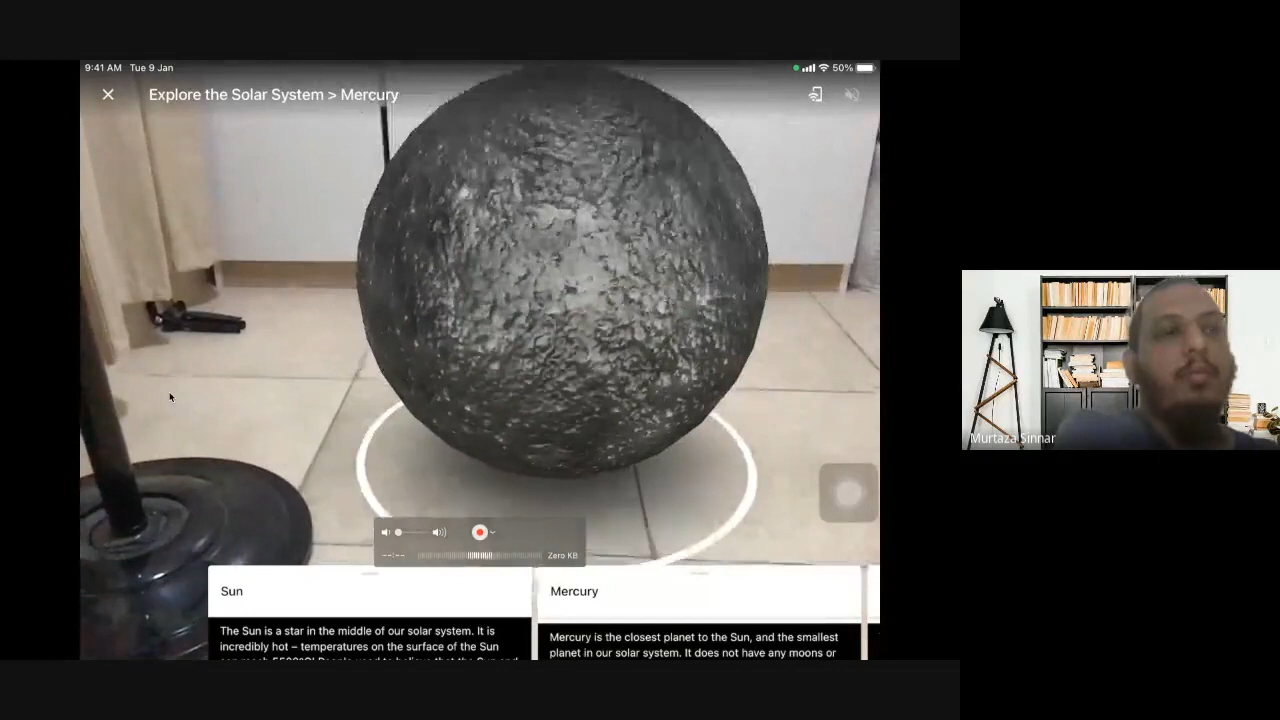 9:41 AM Tue 9 Jan
50%
Explore the Solar System > Mercury
Murtaza Sinnar
--:--
Zero KB
Sun
Mercury
The Sun is a star in the middle of our solar system. It is
incredibly hot – temperatures on the surface of the Sun
Mercury is the closest planet to the Sun, and the smallest
planet in our solar system. It does not have any moons or